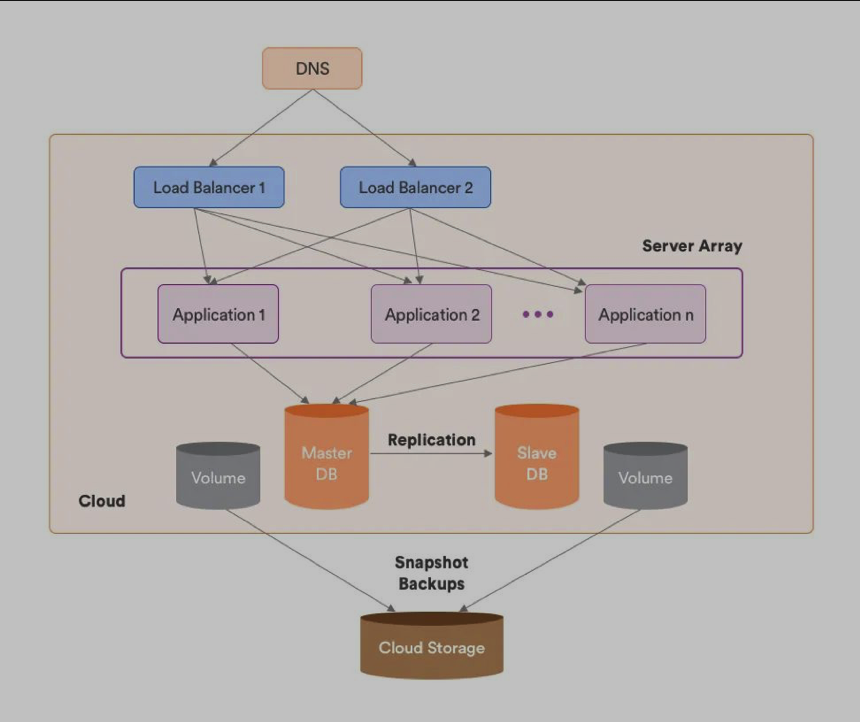 DNS
Load Balancer 1
Load Balancer 2
Server Array
Application 1
Application 2
Application n
Replication
Master
DB
Slave
DB
Volume
Volume
Cloud
Snapshot
Backups
Cloud Storage